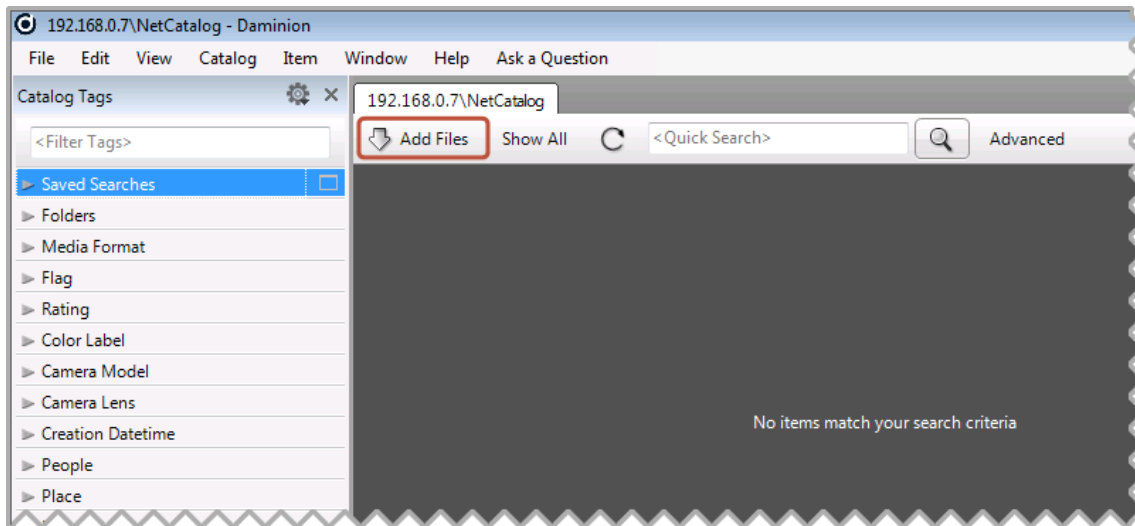 192.168.0.7\NetCatalog - Daminion
File Edit View Catalog Item Window Help Ask a Question
Catalog Tags
<Filter Tags>
Saved Searches
Folders
Media Format
Flag
Rating
Color Label
Camera Model
Camera Lens
Creation Datetime
People
Place
192.168.0.7\NetCatalog
Add Files Show All <Quick Search> Advanced
No items match your search criteria